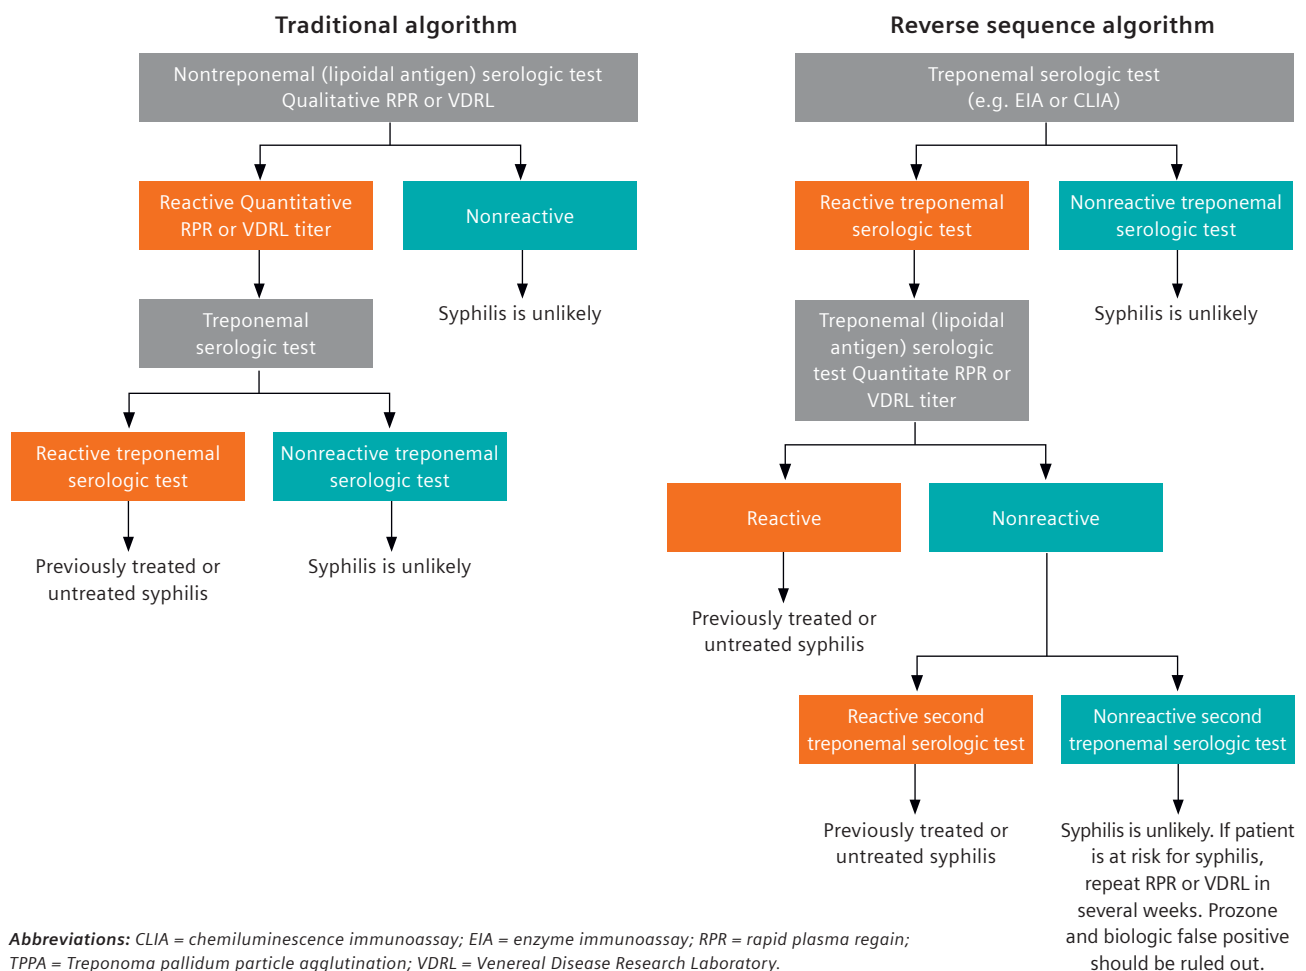 Traditional algorithm
Nontreponemal (lipoidal antigen) serologic test
Qualitative RPR or VDRL
Reactive Quantitative
RPR or VDRL titer
Nonreactive
Treponemal
serologic test
Syphilis is unlikely
Reactive treponemal
serologic test
Nonreactive treponemal
serologic test
Previously treated or
untreated syphilis
Syphilis is unlikely
Reverse sequence algorithm
Treponemal serologic test
(e.g. EIA or CLIA)
Reactive treponemal
serologic test
Nonreactive treponemal
serologic test
Treponemal (lipoidal
antigen) serologic
test Quantitate RPR or
VDRL titer
Syphilis is unlikely
Reactive
Nonreactive
Previously treated or
untreated syphilis
Reactive second
treponemal serologic test
Nonreactive second
treponemal serologic test
Previously treated or
untreated syphilis
Syphilis is unlikely. If patient
is at risk for syphilis,
repeat RPR or VDRL in
several weeks. Prozone
and biologic false positive
should be ruled out.
Abbreviations: CLIA = chemiluminescence immunoassay; EIA = enzyme immunoassay; RPR = rapid plasma regain;
TPPA = Treponoma pallidum particle agglutination; VDRL = Venereal Disease Research Laboratory.